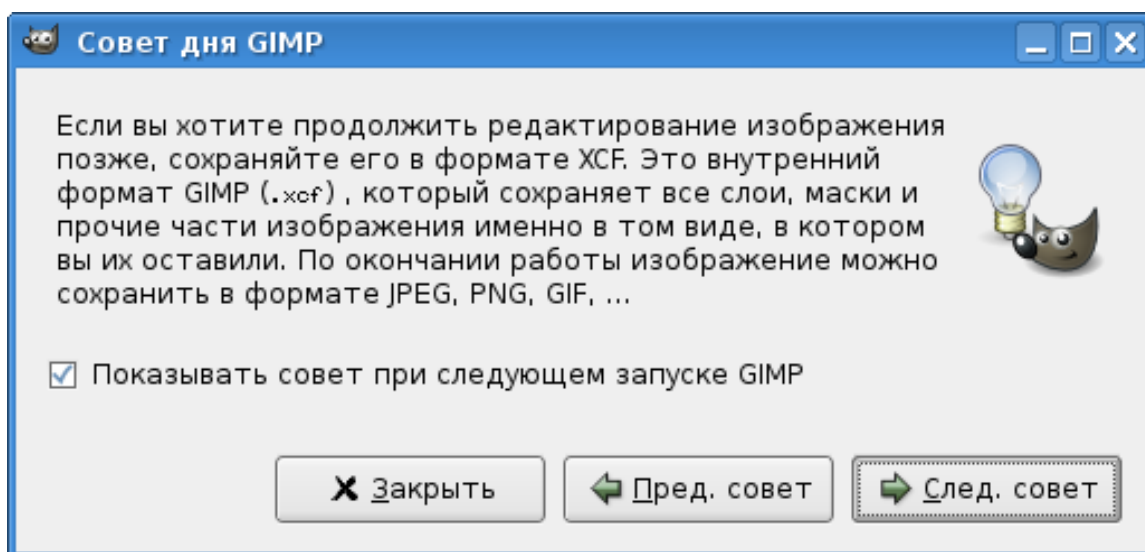 Совет дня GIMP
Если вы хотите продолжить редактирование изображения
позже, сохраняйте его в формате XCF. Это внутренний
формат GIMP (.xcf) , который сохраняет все слои, маски и
прочие части изображения именно в том виде, в котором
вы их оставили. По окончании работы изображение можно
сохранить в формате JPEG, PNG, GIF, ...
Показывать совет при следующем запуске GIMP
Закрыть
Пред. совет
След. совет